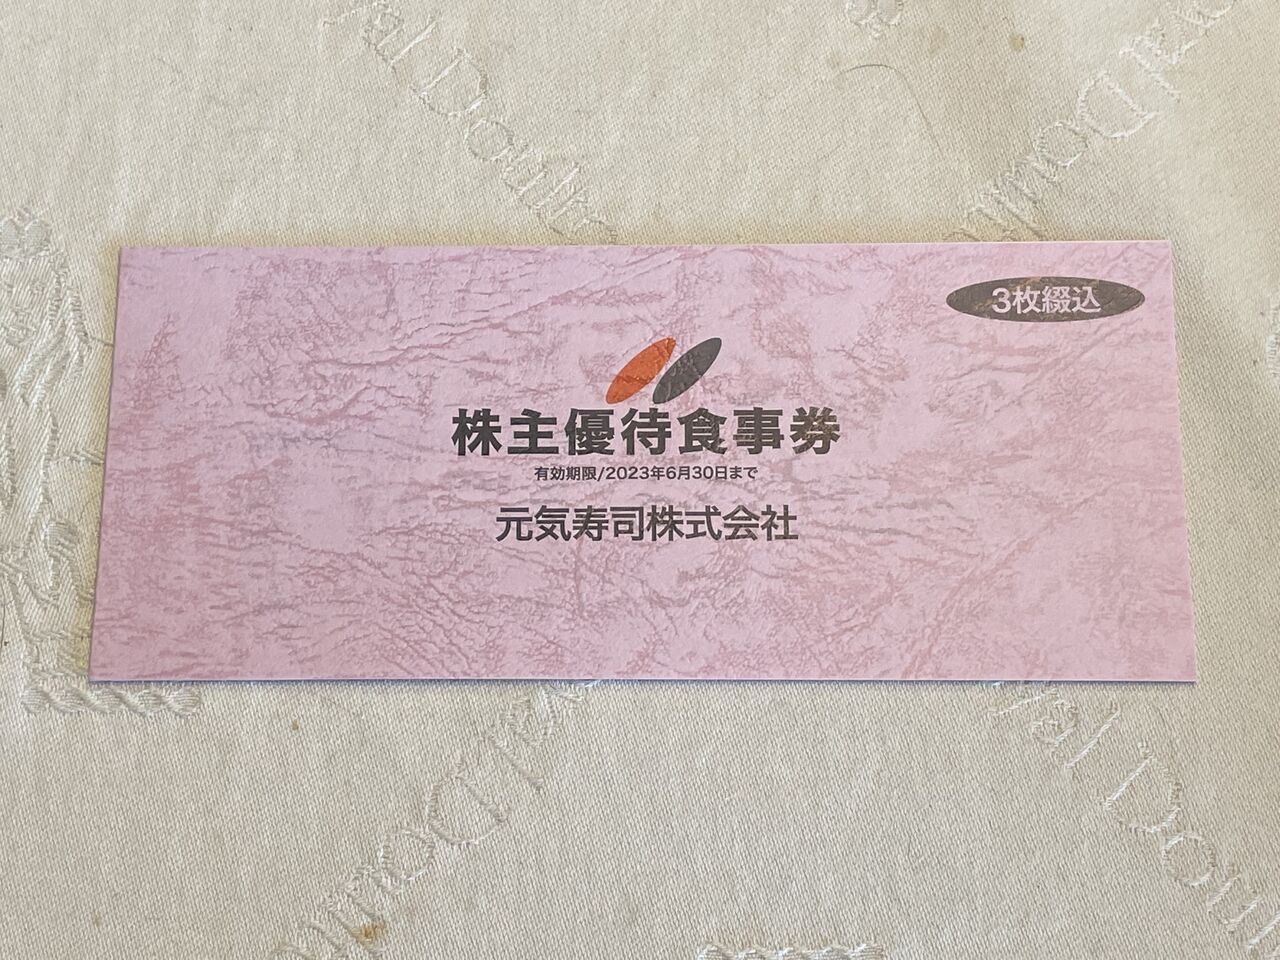 3枚綴込
株主優待食事券
有効期限/2023年6月30日まで
元気寿司株式会社